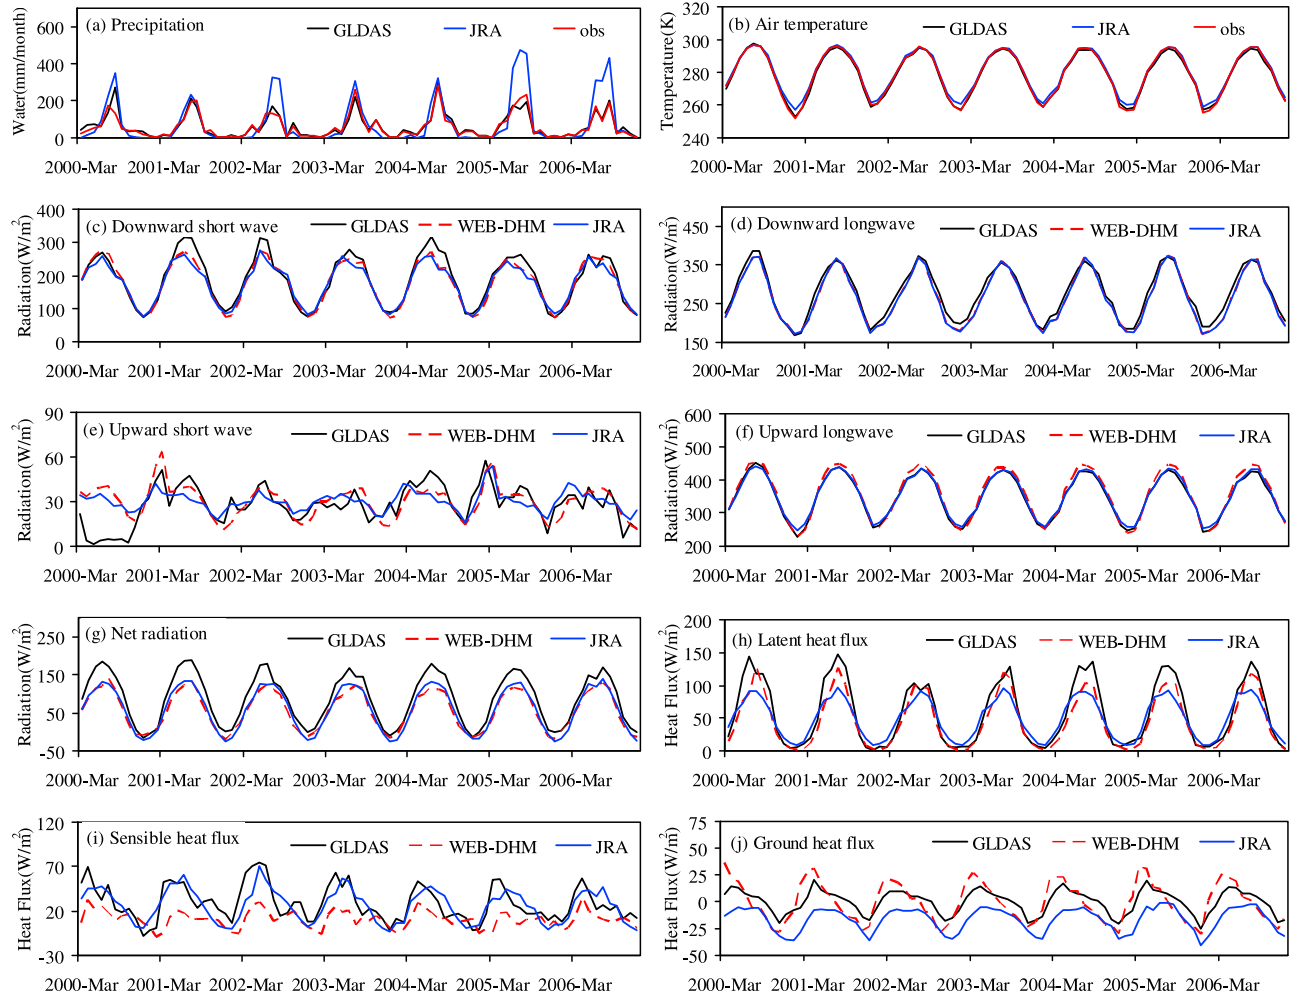 (a) Precipitation
GLDAS JRA obs
Water(mm/month)
600
400
200
0
2000-Mar 2001-Mar 2002-Mar 2003-Mar 2004-Mar 2005-Mar 2006-Mar
(b) Air temperature
GLDAS JRA obs
Temperature(K)
320
300
280
260
240
2000-Mar 2001-Mar 2002-Mar 2003-Mar 2004-Mar 2005-Mar 2006-Mar
(c) Downward short wave
GLDAS WEB-DHM JRA
Radiation(W/m²)
400
300
200
100
0
2000-Mar 2001-Mar 2002-Mar 2003-Mar 2004-Mar 2005-Mar 2006-Mar
(d) Downward longwave
GLDAS WEB-DHM JRA
Radiation(W/m²)
450
350
250
150
2000-Mar 2001-Mar 2002-Mar 2003-Mar 2004-Mar 2005-Mar 2006-Mar
(e) Upward short wave
GLDAS WEB-DHM JRA
Radiation(W/m²)
90
60
30
0
2000-Mar 2001-Mar 2002-Mar 2003-Mar 2004-Mar 2005-Mar 2006-Mar
(f) Upward longwave
GLDAS WEB-DHM JRA
Radiation(W/m²)
600
500
400
300
200
2000-Mar 2001-Mar 2002-Mar 2003-Mar 2004-Mar 2005-Mar 2006-Mar
(g) Net radiation
GLDAS WEB-DHM JRA
Radiation(W/m²)
250
150
50
-50
2000-Mar 2001-Mar 2002-Mar 2003-Mar 2004-Mar 2005-Mar 2006-Mar
(h) Latent heat flux
GLDAS WEB-DHM JRA
Heat Flux(W/m²)
200
150
100
50
0
2000-Mar 2001-Mar 2002-Mar 2003-Mar 2004-Mar 2005-Mar 2006-Mar
(i) Sensible heat flux
GLDAS WEB-DHM JRA
Heat Flux(W/m²)
120
70
20
-30
2000-Mar 2001-Mar 2002-Mar 2003-Mar 2004-Mar 2005-Mar 2006-Mar
(j) Ground heat flux
GLDAS WEB-DHM JRA
Heat Flux(W/m²)
75
50
25
0
-25
-50
2000-Mar 2001-Mar 2002-Mar 2003-Mar 2004-Mar 2005-Mar 2006-Mar